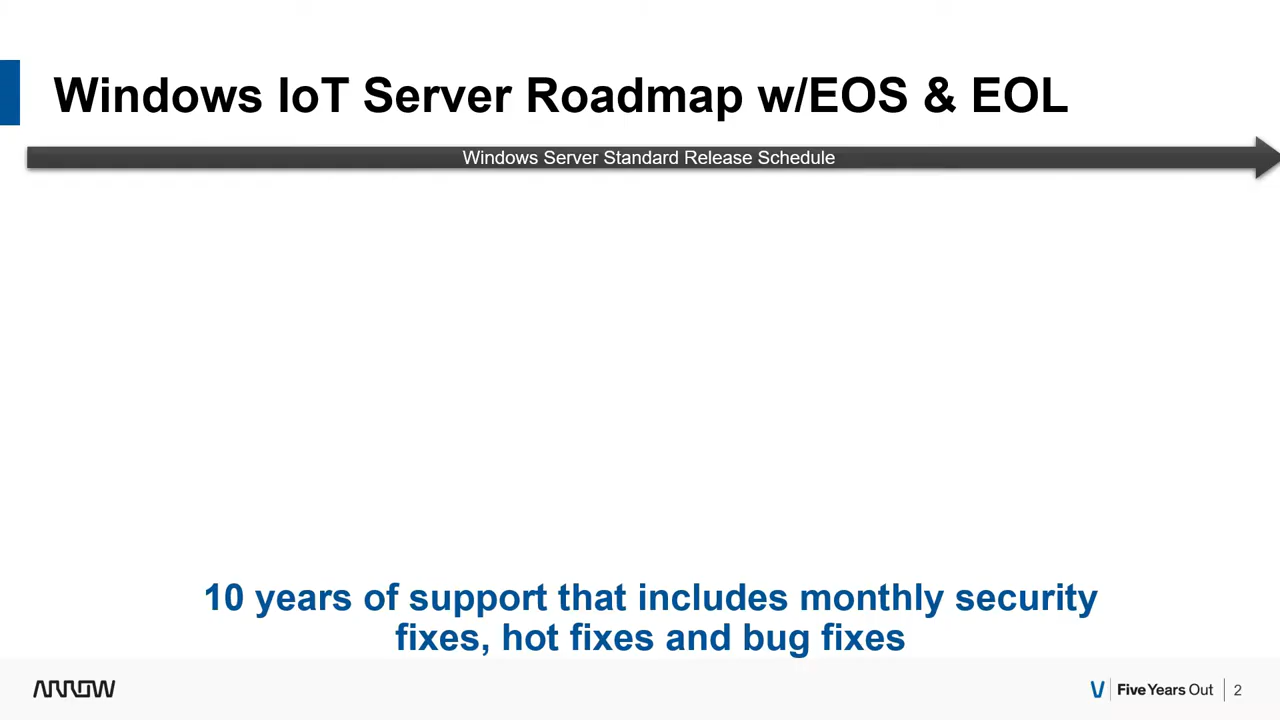 Windows IoT Server Roadmap w/EOS & EOL
Windows Server Standard Release Schedule
10 years of support that includes monthly security
fixes, hot fixes and bug fixes
ARROW
Five Years Out
2